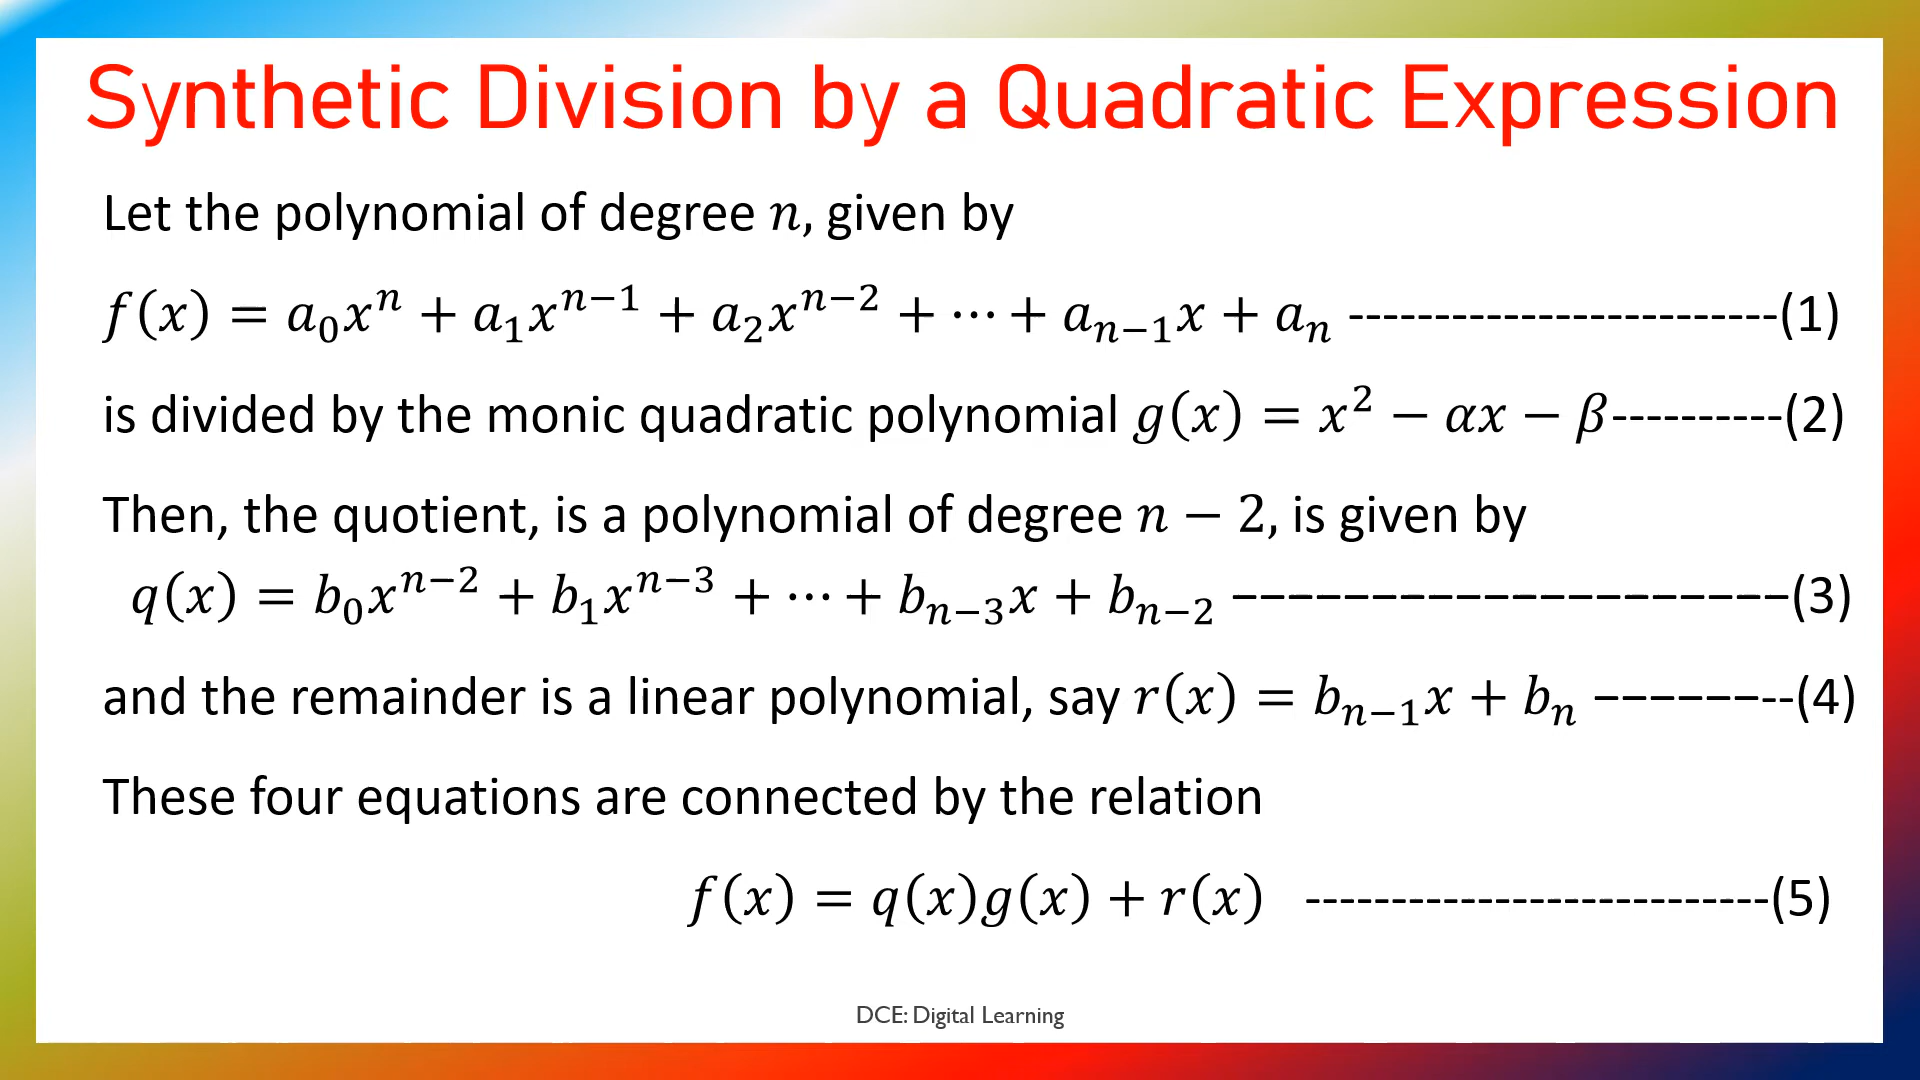 Synthetic Division by a Quadratic Expression
Let the polynomial of degree 𝑛, given by
𝑓(𝑥) = 𝑎₀𝑥ⁿ + 𝑎₁𝑥ⁿ⁻¹ + 𝑎₂𝑥ⁿ⁻² + ⋯ + 𝑎ₙ₋₁𝑥 + 𝑎ₙ -------------------------(1)
is divided by the monic quadratic polynomial 𝑔(𝑥) = 𝑥² − 𝛼𝑥 − 𝛽----------(2)
Then, the quotient, is a polynomial of degree 𝑛 − 2, is given by
𝑞(𝑥) = 𝑏₀𝑥ⁿ⁻² + 𝑏₁𝑥ⁿ⁻³ + ⋯ + 𝑏ₙ₋₃𝑥 + 𝑏ₙ₋₂ −−−−−−−−−−−−−−−−−−−−(3)
and the remainder is a linear polynomial, say 𝑟(𝑥) = 𝑏ₙ₋₁𝑥 + 𝑏ₙ −−−−−−--(4)
These four equations are connected by the relation
𝑓(𝑥) = 𝑞(𝑥)𝑔(𝑥) + 𝑟(𝑥) ---------------------------(5)
DCE: Digital Learning